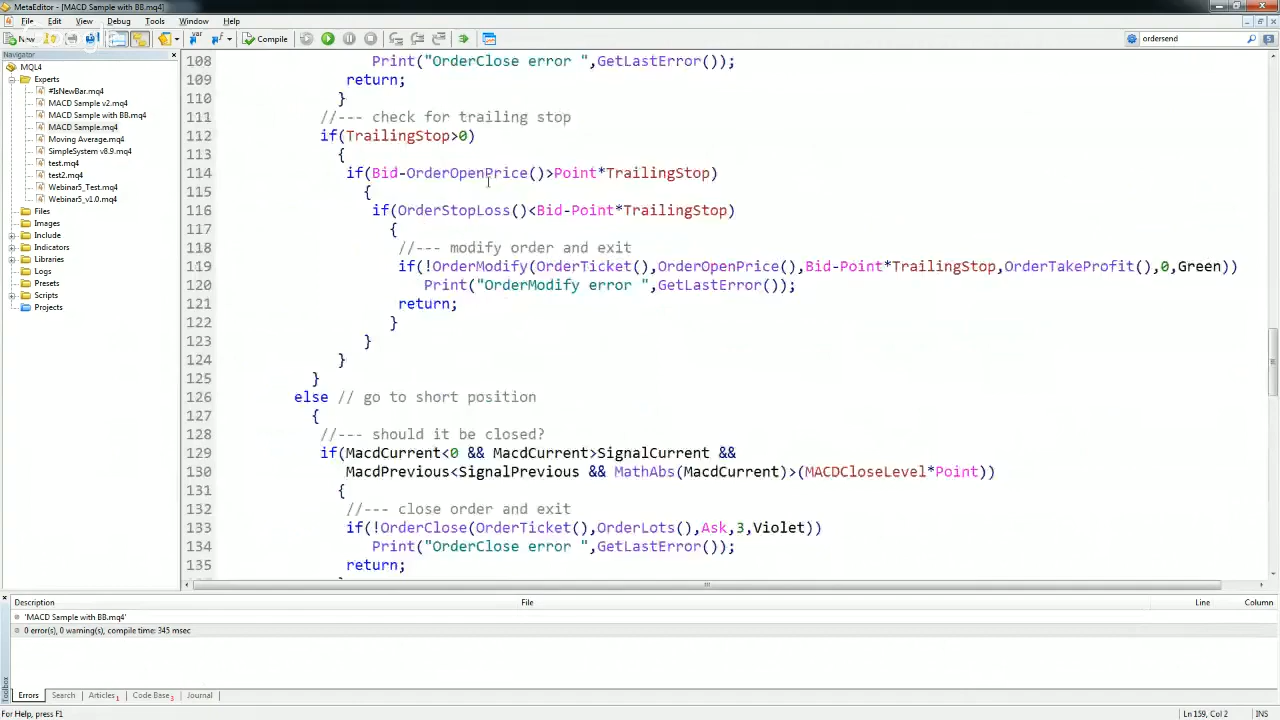 MetaEditor - [MACD Sample with BB.mq4]
File Edit View Debug Tools Window Help
New Compile ordersend
Navigator
MQL4
Experts
#IsNewBar.mq4
MACD Sample v2.mq4
MACD Sample with BB.mq4
MACD Sample.mq4
Moving Average.mq4
SimpleSystem v8.9.mq4
test.mq4
test2.mq4
Webinar5_Test.mq4
Webinar5_v1.0.mq4
Files
Images
Include
Indicators
Libraries
Logs
Presets
Scripts
Projects
108 Print("OrderClose error ",GetLastError());
109 return;
110 }
111 //--- check for trailing stop
112 if(TrailingStop>0)
113 {
114 if(Bid-OrderOpenPrice()>Point*TrailingStop)
115 {
116 if(OrderStopLoss()<Bid-Point*TrailingStop)
117 {
118 //--- modify order and exit
119 if(!OrderModify(OrderTicket(),OrderOpenPrice(),Bid-Point*TrailingStop,OrderTakeProfit(),0,Green))
120 Print("OrderModify error ",GetLastError());
121 return;
122 }
123 }
124 }
125 }
126 else // go to short position
127 {
128 //--- should it be closed?
129 if(MacdCurrent<0 && MacdCurrent>SignalCurrent &&
130 MacdPrevious<SignalPrevious && MathAbs(MacdCurrent)>(MACDCloseLevel*Point))
131 {
132 //--- close order and exit
133 if(!OrderClose(OrderTicket(),OrderLots(),Ask,3,Violet))
134 Print("OrderClose error ",GetLastError());
135 return;
Description File Line Column
'MACD Sample with BB.mq4'
0 error(s), 0 warning(s), compile time: 345 msec
Toolbox
Errors Search Articles 1 Code Base 3 Journal
For Help, press F1 Ln 159, Col 2 INS